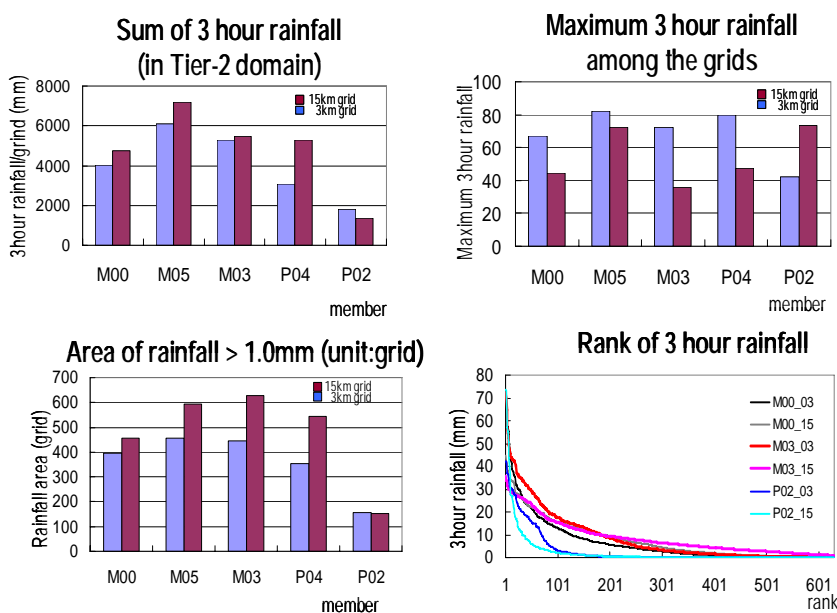 Sum of 3 hour rainfall
(in Tier-2 domain)
3hour rainfall/grind (mm)
8000
6000
4000
2000
0
15km grid
3km grid
M00 M05 M03 P04 P02
member
Maximum 3 hour rainfall
among the grids
Maximum 3hour rainfall
100
80
60
40
20
0
15km grid
3km grid
M00 M05 M03 P04 P02
member
Area of rainfall > 1.0mm (unit:grid)
Rainfall area (grid)
700
600
500
400
300
200
100
0
15km grid
3km grid
M00 M05 M03 P04 P02
member
Rank of 3 hour rainfall
3hour rainfall (mm)
80
70
60
50
40
30
20
10
0
M00_03
M00_15
M03_03
M03_15
P02_03
P02_15
1 101 201 301 401 501 601
rank